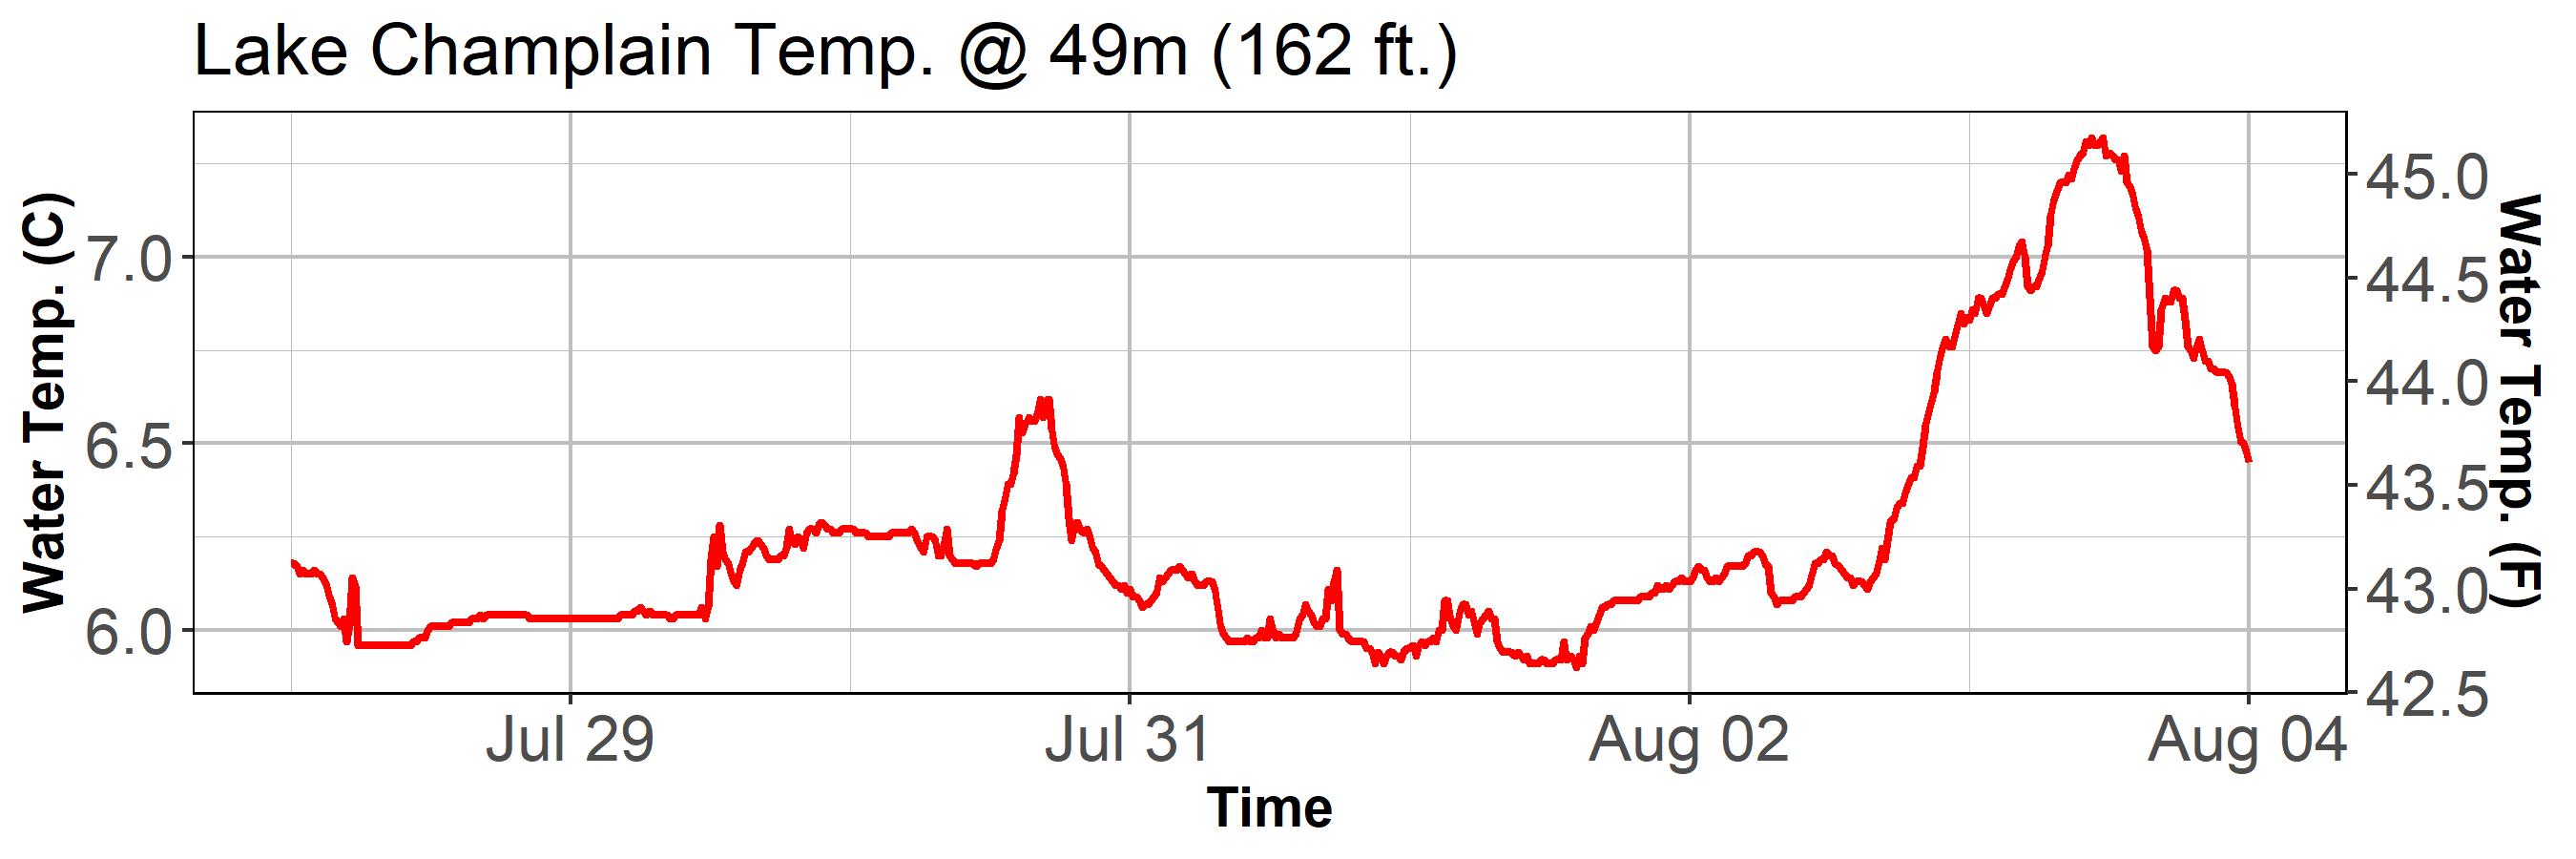 Lake Champlain Temp. @ 49m (162 ft.)
Water Temp. (C)
7.0
6.5
6.0
45.0
44.5
44.0
43.5
43.0
42.5
Water Temp. (F)
Jul 29
Jul 31
Aug 02
Aug 04
Time